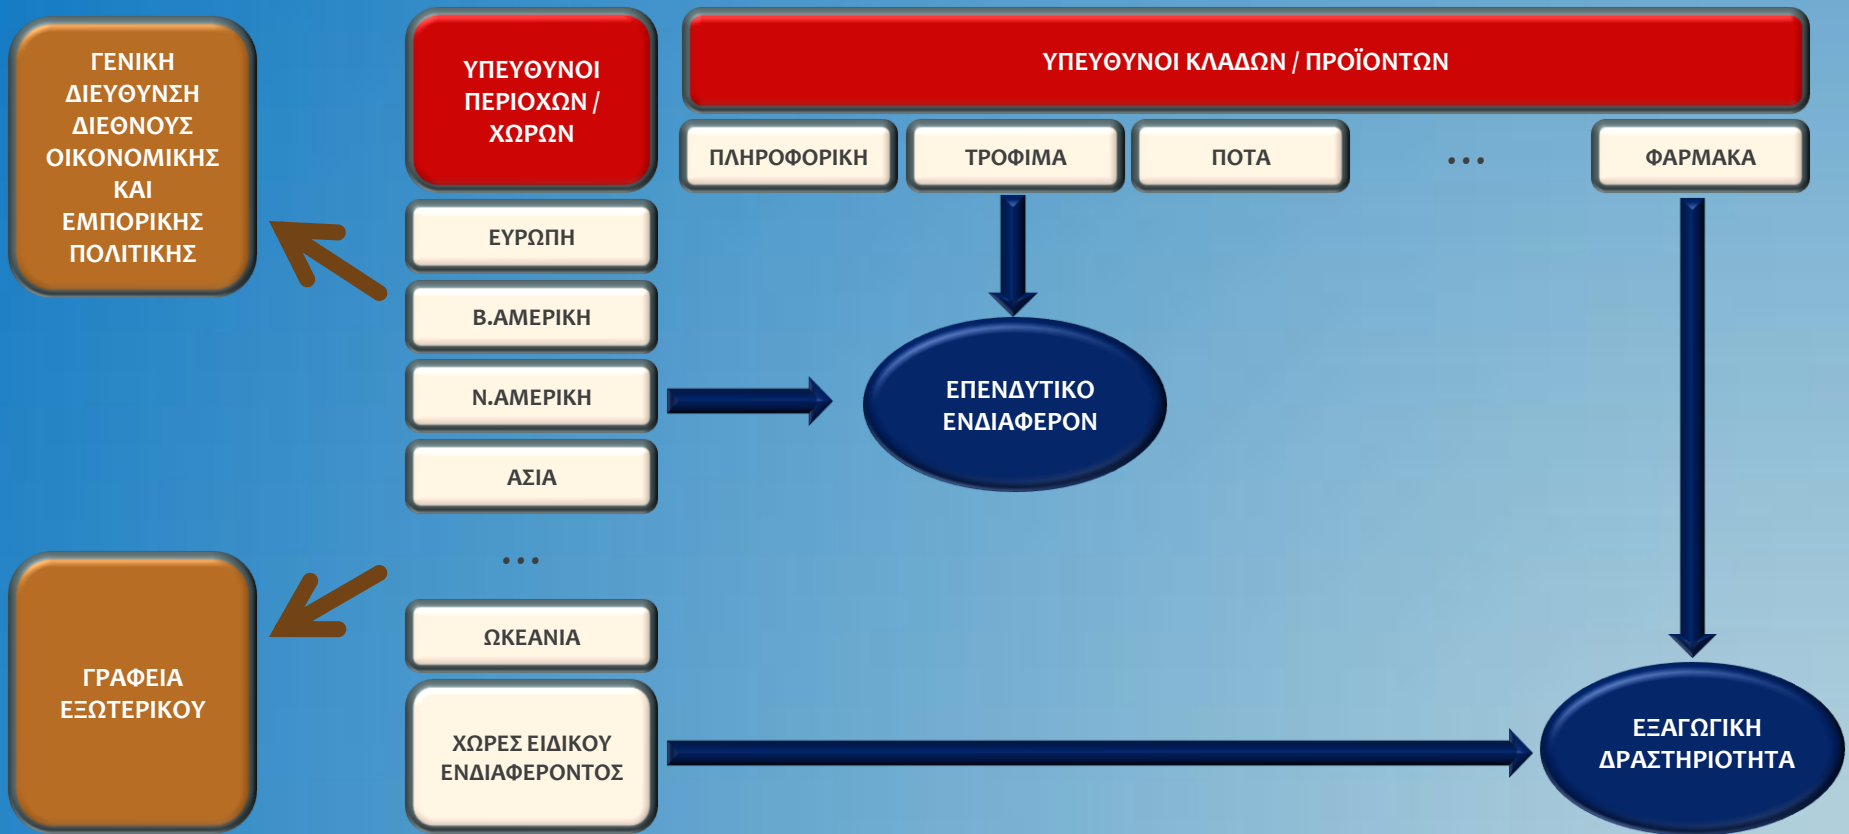 ΓΕΝΙΚΗ
ΔΙΕΥΘΥΝΣΗ
ΔΙΕΘΝΟΥΣ
ΟΙΚΟΝΟΜΙΚΗΣ
ΚΑΙ
ΕΜΠΟΡΙΚΗΣ
ΠΟΛΙΤΙΚΗΣ
ΓΡΑΦΕΙΑ
ΕΞΩΤΕΡΙΚΟΥ
ΥΠΕΥΘΥΝΟΙ
ΠΕΡΙΟΧΩΝ /
ΧΩΡΩΝ
ΕΥΡΩΠΗ
Β.ΑΜΕΡΙΚΗ
Ν.ΑΜΕΡΙΚΗ
ΑΣΙΑ
...
ΩΚΕΑΝΙΑ
ΧΩΡΕΣ ΕΙΔΙΚΟΥ
ΕΝΔΙΑΦΕΡΟΝΤΟΣ
ΥΠΕΥΘΥΝΟΙ ΚΛΑΔΩΝ / ΠΡΟΪΟΝΤΩΝ
ΠΛΗΡΟΦΟΡΙΚΗ
ΤΡΟΦΙΜΑ
ΠΟΤΑ
...
ΦΑΡΜΑΚΑ
ΕΠΕΝΔΥΤΙΚΟ
ΕΝΔΙΑΦΕΡΟΝ
ΕΞΑΓΩΓΙΚΗ
ΔΡΑΣΤΗΡΙΟΤΗΤΑ